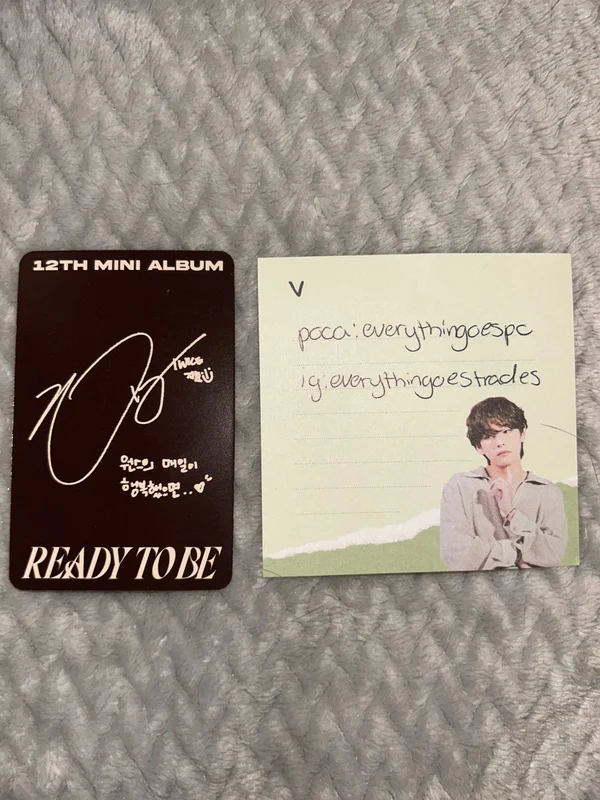 12TH MINI ALBUM
TWICE
원스의 매일이
행복했으면..♡
READY TO BE
V
poca: everythingoespc
ig: everythingoestrades